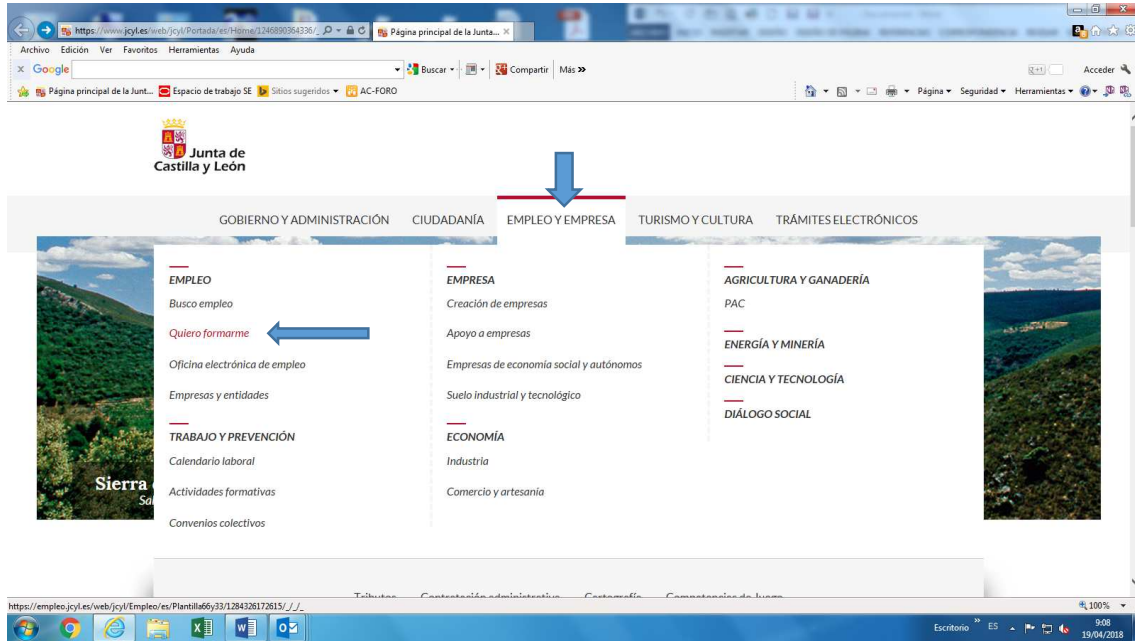 https://www.jcyl.es/web/jcyl/Portada/es/Home/1246890364336/_
Página principal de la Junta...
Archivo Edición Ver Favoritos Herramientas Ayuda
x Google Buscar Compartir Más » g+1 Acceder
Página principal de la Junt... Espacio de trabajo SE Sitios sugeridos AC-FORO Página Seguridad Herramientas
Junta de
Castilla y León
GOBIERNO Y ADMINISTRACIÓN CIUDADANÍA EMPLEO Y EMPRESA TURISMO Y CULTURA TRÁMITES ELECTRÓNICOS
EMPLEO
Busco empleo
Quiero formarme
Oficina electrónica de empleo
Empresas y entidades
TRABAJO Y PREVENCIÓN
Calendario laboral
Actividades formativas
Convenios colectivos
EMPRESA
Creación de empresas
Apoyo a empresas
Empresas de economía social y autónomos
Suelo industrial y tecnológico
ECONOMÍA
Industria
Comercio y artesanía
AGRICULTURA Y GANADERÍA
PAC
ENERGÍA Y MINERÍA
CIENCIA Y TECNOLOGÍA
DIÁLOGO SOCIAL
Sierra
Sal
Tributos Contratación administrativa Cartografía Competencias de Juego
https://empleo.jcyl.es/web/jcyl/Empleo/es/Plantilla66y33/1284326172615/_/_/_
100%
Escritorio » ES 9:08
19/04/2018